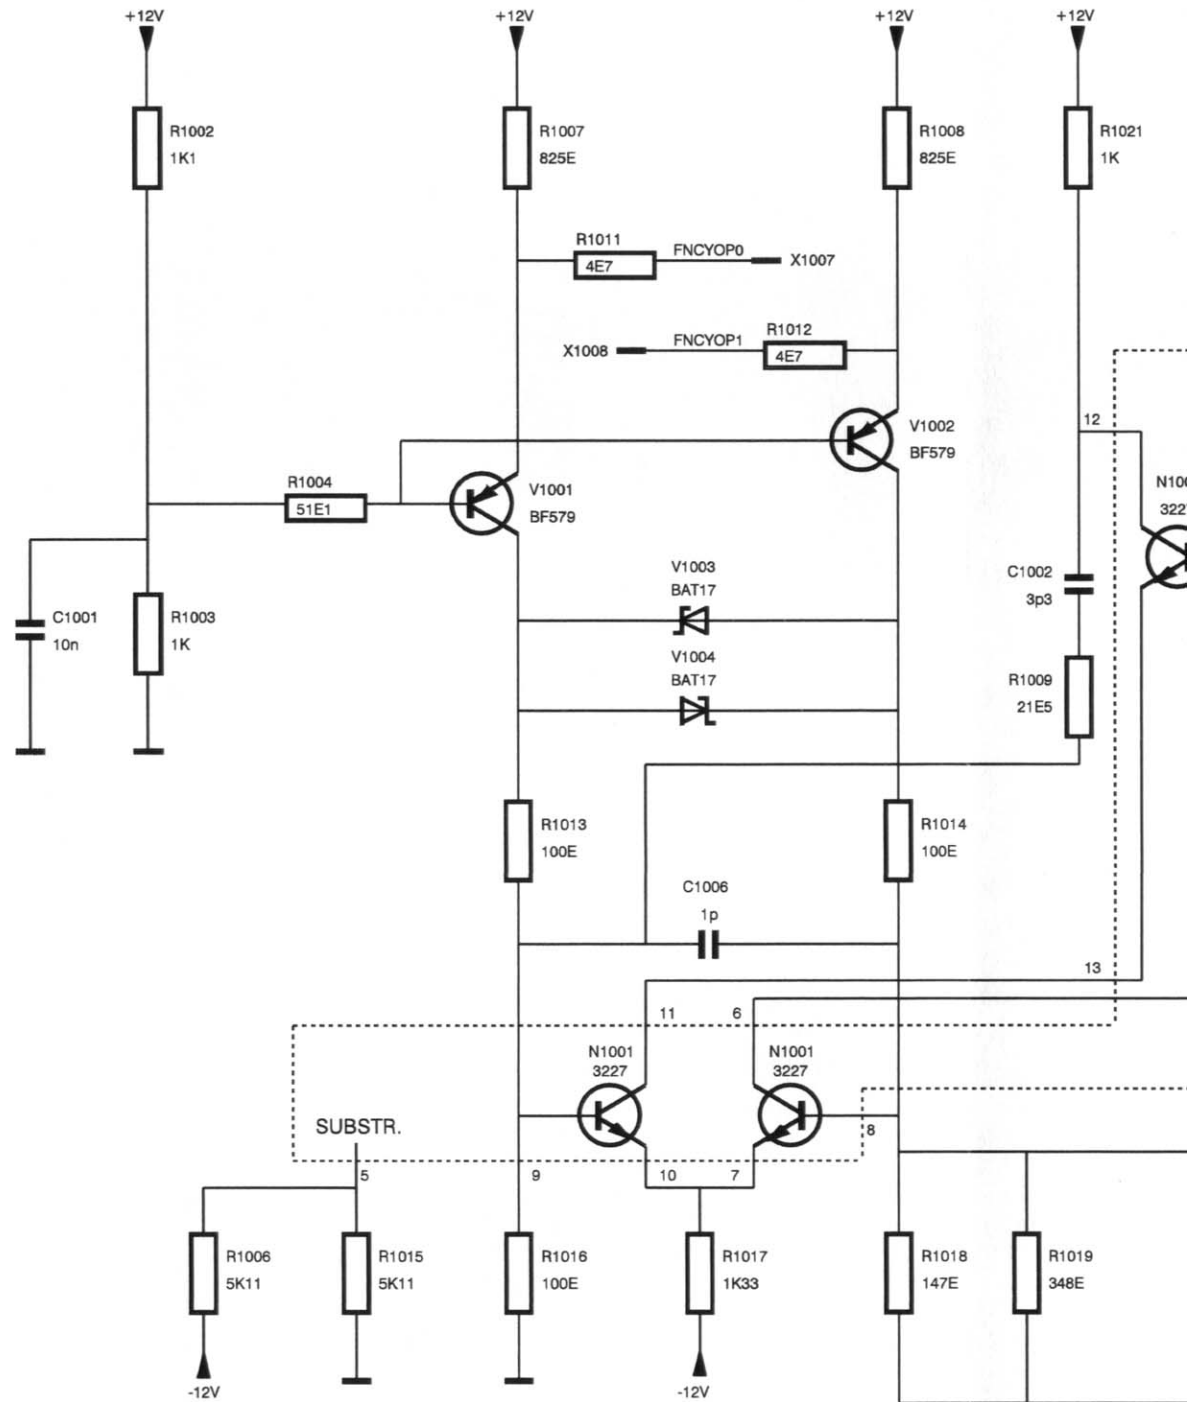 +12V
+12V
+12V
+12V
R1002
1K1
R1007
825E
R1008
825E
R1021
1K
R1011
4E7
FNCYOP0
X1007
X1008
FNCYOP1
R1012
4E7
V1002
BF579
12
R1004
51E1
V1001
BF579
N100
322
C1001
10n
R1003
1K
V1003
BAT17
V1004
BAT17
C1002
3p3
R1009
21E5
R1013
100E
R1014
100E
C1006
1p
13
11
6
N1001
3227
N1001
3227
SUBSTR.
8
5
9
10
7
R1006
5K11
R1015
5K11
R1016
100E
R1017
1K33
R1018
147E
R1019
348E
-12V
-12V